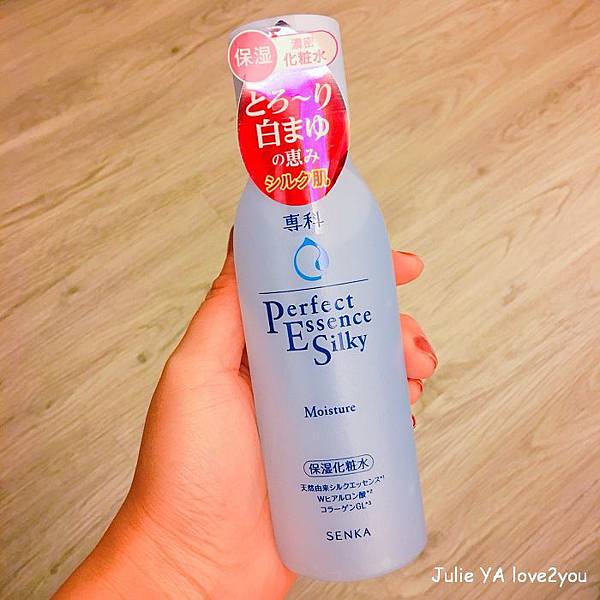 保湿
濃密
化粧水
とろ～り
白まゆ
の恵み
シルク肌
専科
Perfect
Essence
Silky
Moisture
保湿化粧水
天然由来シルクエッセンス*1
Wヒアルロン酸*2
コラーゲンGL*3
SENKA
Julie YA love2you